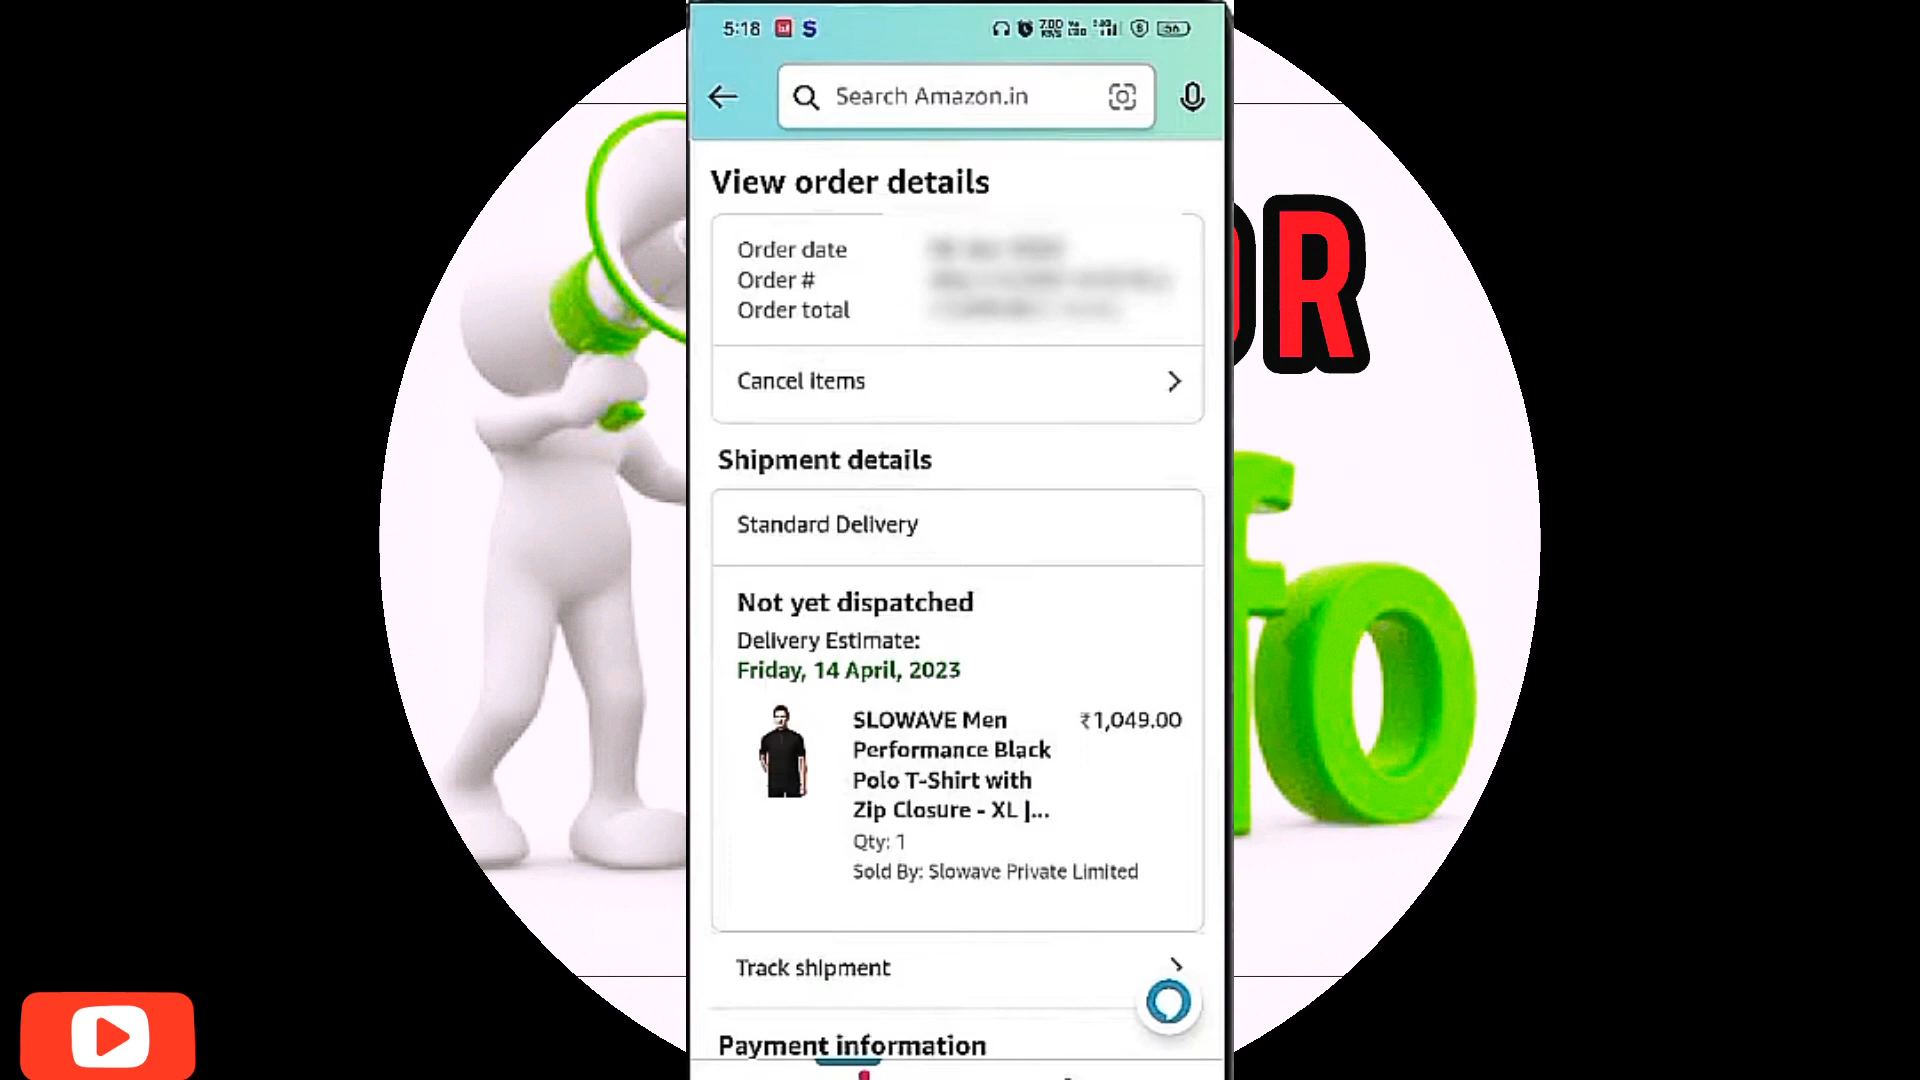 5:18
Search Amazon.in
View order details
Order date
Order #
Order total
Cancel items
Shipment details
Standard Delivery
Not yet dispatched
Delivery Estimate:
Friday, 14 April, 2023
SLOWAVE Men
₹1,049.00
Performance Black
Polo T-Shirt with
Zip Closure - XL |...
Qty: 1
Sold By: Slowave Private Limited
Track shipment
Payment information